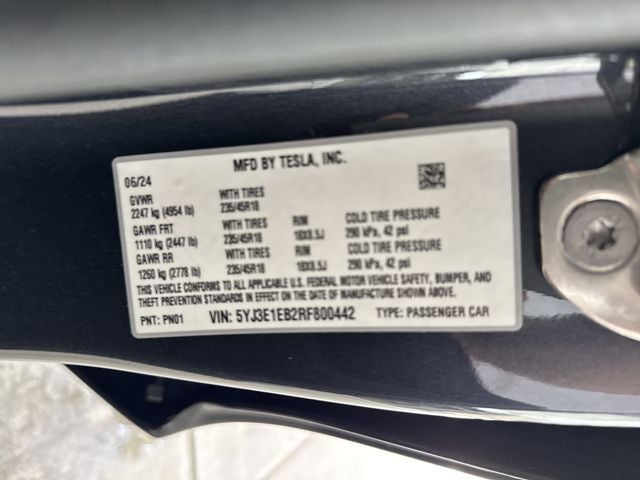 MFD BY TESLA, INC.
06/24
GVWR WITH TIRES
2247 kg (4954 lb) 235/45R18
GAWR FRT WITH TIRES RIM COLD TIRE PRESSURE
1110 kg (2447 lb) 235/45R18 18X8.5J 290 kPa, 42 psi
GAWR RR WITH TIRES RIM COLD TIRE PRESSURE
1260 kg (2778 lb) 235/45R18 18X8.5J 290 kPa, 42 psi
THIS VEHICLE CONFORMS TO ALL APPLICABLE FEDERAL MOTOR VEHICLE SAFETY, BUMPER, AND
THEFT PREVENTION STANDARDS IN EFFECT ON THE DATE OF MANUFACTURE SHOWN ABOVE.
PNT: PN01 VIN: 5YJ3E1EB2RF800442 TYPE: PASSENGER CAR